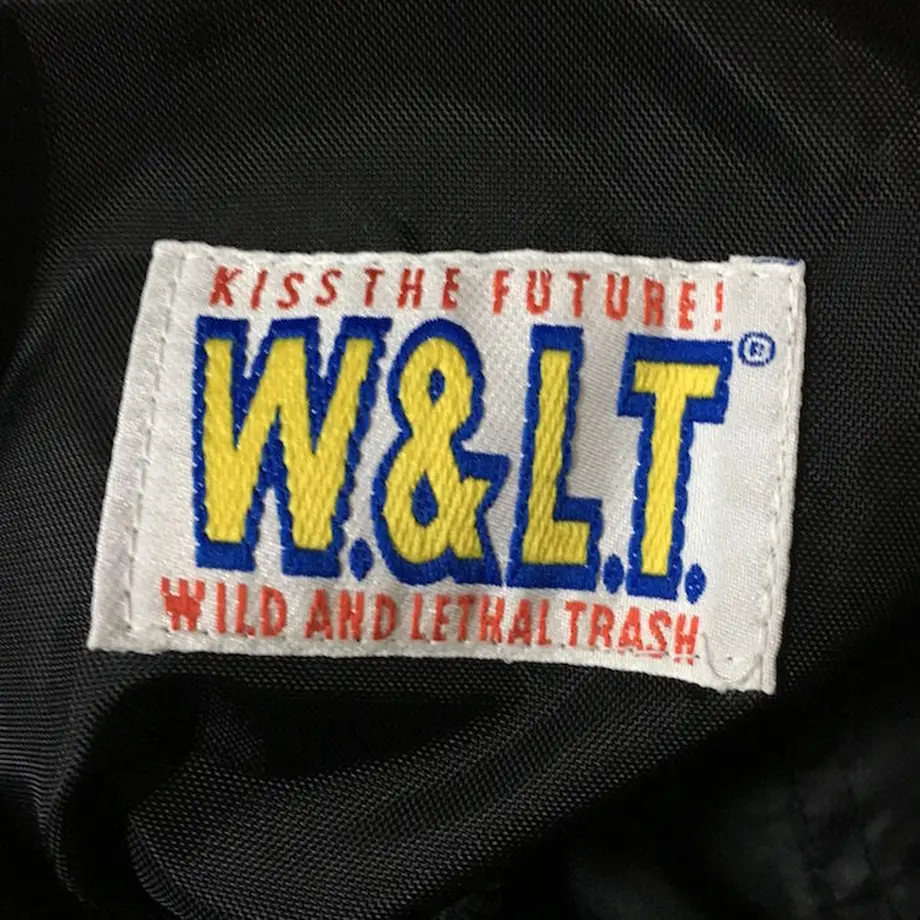 KISS THE FUTURE!
W.&L.T.®
WILD AND LETHAL TRASH